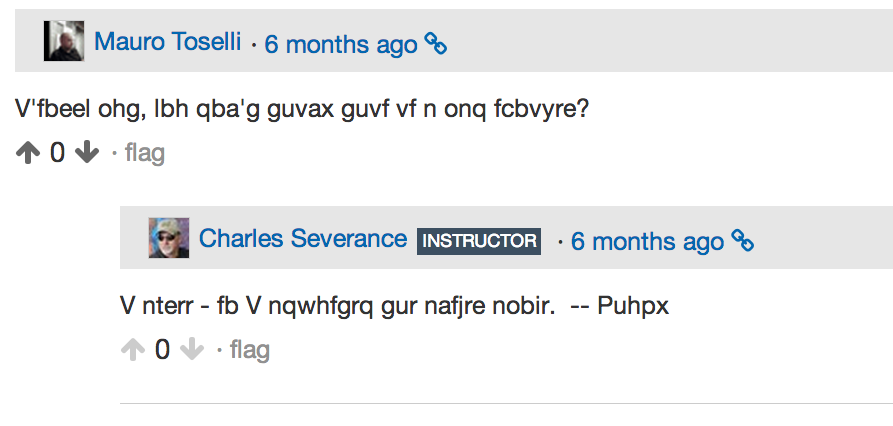 Mauro Toselli · 6 months ago
V'fbeel ohg, lbh qba'g guvax guvf vf n onq fcbvyre?
0 · flag
Charles Severance INSTRUCTOR · 6 months ago
V nterr - fb V nqwhfgrq gur nafjre nobir. -- Puhpx
0 · flag